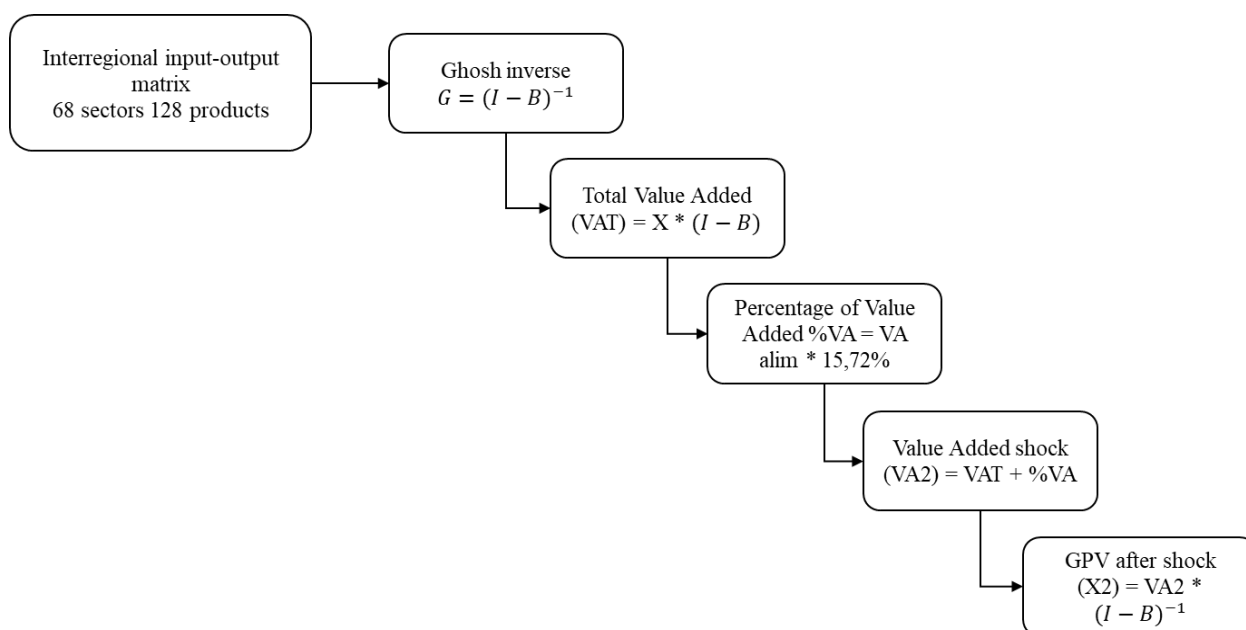 Interregional input-output
matrix
68 sectors 128 products
Ghosh inverse
𝐺 = (𝐼 − 𝐵)⁻¹
Total Value Added
(VAT) = X * (𝐼 − 𝐵)
Percentage of Value
Added %VA = VA
alim * 15,72%
Value Added shock
(VA2) = VAT + %VA
GPV after shock
(X2) = VA2 *
(𝐼 − 𝐵)⁻¹